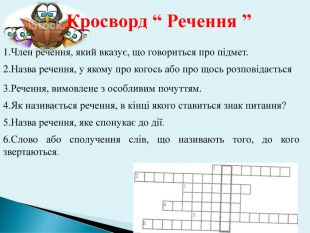 Кросворд “ Речення ”
1.Член речення, який вказує, що говориться про підмет.
2.Назва речення, у якому про когось або про щось розповідається
3.Речення, вимовлене з особливим почуттям.
4.Як називається речення, в кінці якого ставиться знак питання?
5.Назва речення, яке спонукає до дії.
6.Слово або сполучення слів, що називають того, до кого
звертаються.